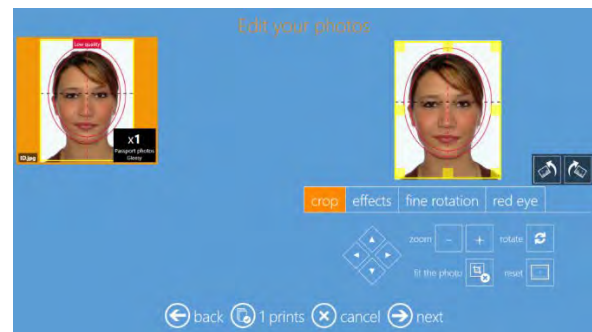 Edit your photos
Low quality
x1
Passport photos
Glossy
ID.jpg
crop effects fine rotation red eye
zoom - + rotate
fit the photo reset
back 1 prints cancel next